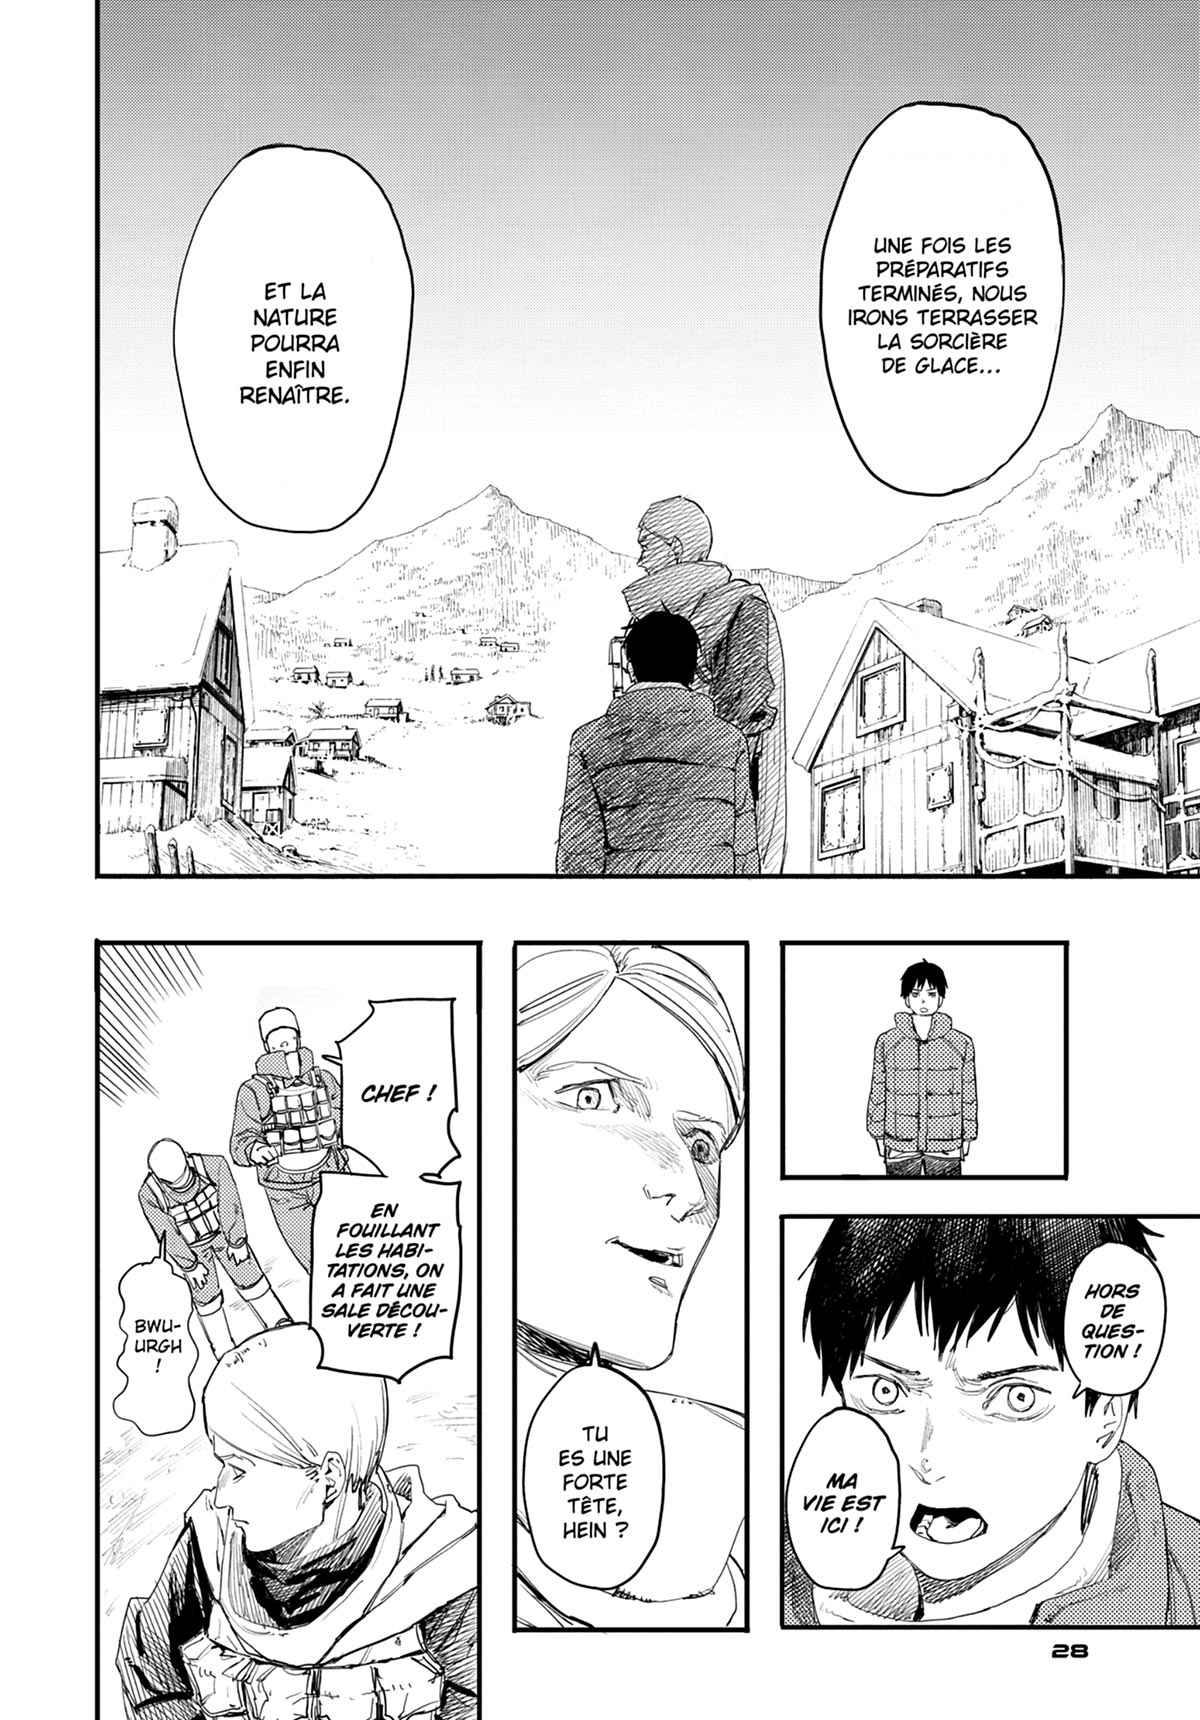 UNE FOIS LES
PRÉPARATIFS
TERMINÉS, NOUS
IRONS TERRASSER
LA SORCIÈRE
DE GLACE...
ET LA
NATURE
POURRA
ENFIN
RENAÎTRE.
HORS
DE
QUES-
TION !
MA
VIE EST
ICI !
TU
ES UNE
FORTE
TÊTE,
HEIN ?
CHEF !
EN
FOUILLANT
LES HABI-
TATIONS, ON
A FAIT UNE
SALE DÉCOU-
VERTE !
BWU-
URGH
!
28